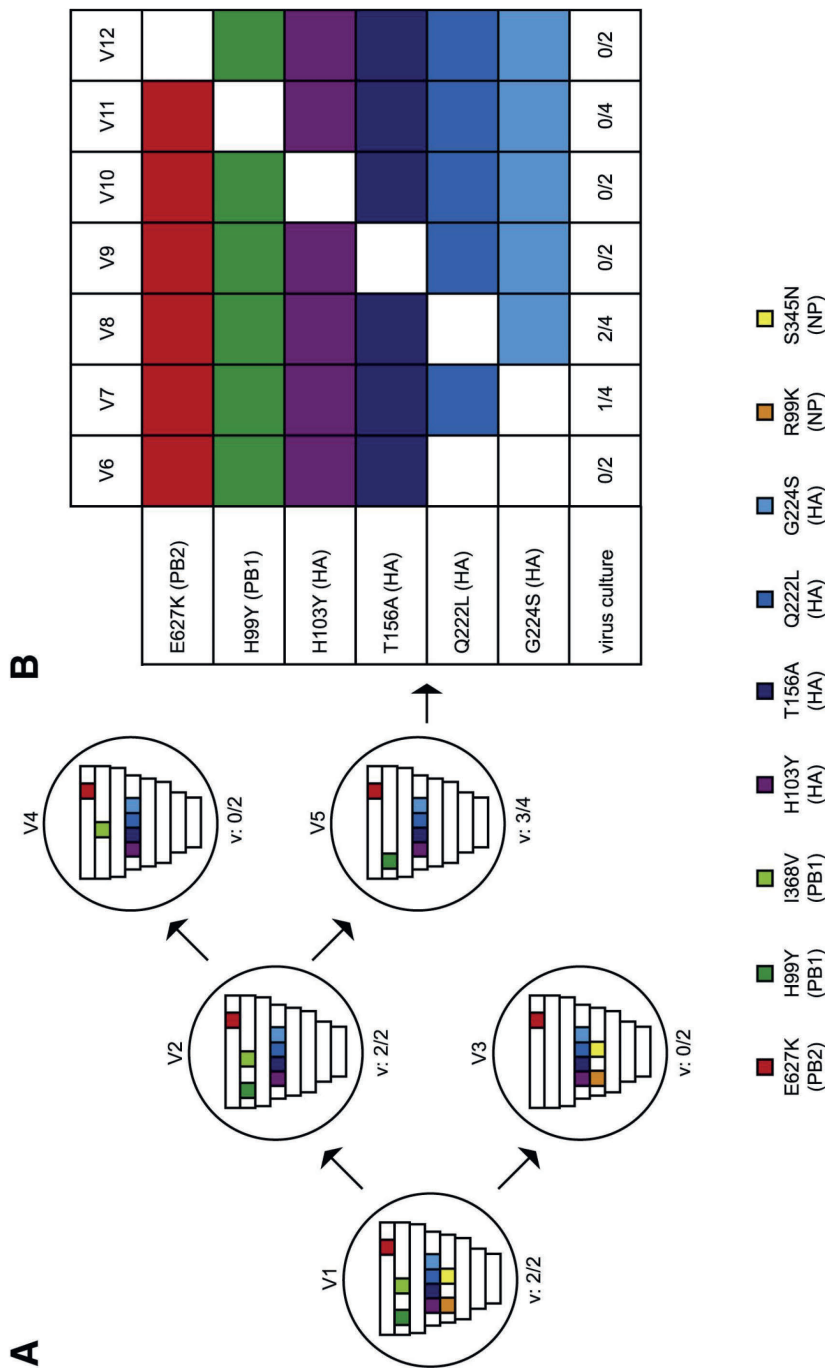 A
V1
v: 2/2
V2
v: 2/2
V3
v: 0/2
V4
v: 0/2
V5
v: 3/4
B
V6 V7 V8 V9 V10 V11 V12
E627K (PB2)
H99Y (PB1)
H103Y (HA)
T156A (HA)
Q222L (HA)
G224S (HA)
virus culture 0/2 1/4 2/4 0/2 0/2 0/4 0/2
E627K H99Y I368V H103Y T156A Q222L G224S R99K S345N
(PB2) (PB1) (PB1) (HA) (HA) (HA) (HA) (NP) (NP)